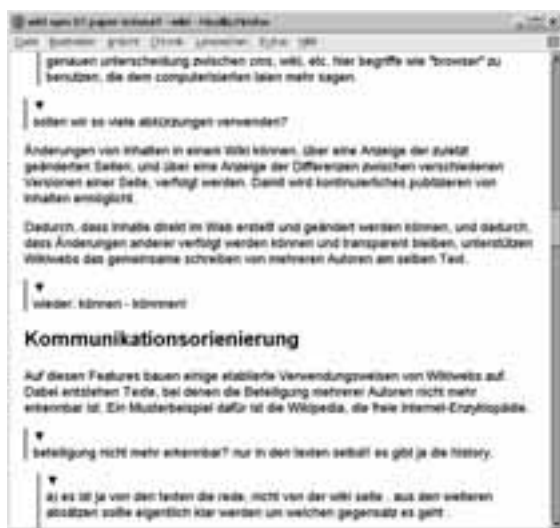 genauen unterscheidung zwischen cms, wiki, etc. hier begriffe wie "browser" zu
benutzen, die dem computerisierten laien mehr sagen.
sollen wir so viele abkürzungen verwenden?
Änderungen von Inhalten in einem Wiki können, über eine Anzeige der zuletzt
geänderten Seiten, und über eine Anzeige der Differenzen zwischen verschiedenen
Versionen einer Seite, verfolgt werden. Damit wird kontinuierliches publizieren von
Inhalten ermöglicht.
Dadurch, dass Inhalte direkt im Web erstellt und geändert werden können, und dadurch,
dass Änderungen anderer verfolgt werden können und transparent bleiben, unterstützen
Wikiwebs das gemeinsame schreiben von mehreren Autoren am selben Text.
wieder: können - könnnen!
Kommunikationsorienierung
Auf diesen Features bauen einige etablierte Verwendungsweisen von Wikiwebs auf.
Dabei entstehen Texte, bei denen die Beteiligung mehrerer Autoren nicht mehr
erkennbar ist. Ein Musterbeispiel dafür ist die Wikipedia, die freie Internet-Enzyklopädie.
beteiligung nicht mehr erkennbar? nur in den texten selbst! es gibt ja die history.
a) es ist ja von den texten die rede, nicht von der wiki seite . aus den weiteren
absätzen sollte eigentlich klar werden um welchen gegensatz es geht .